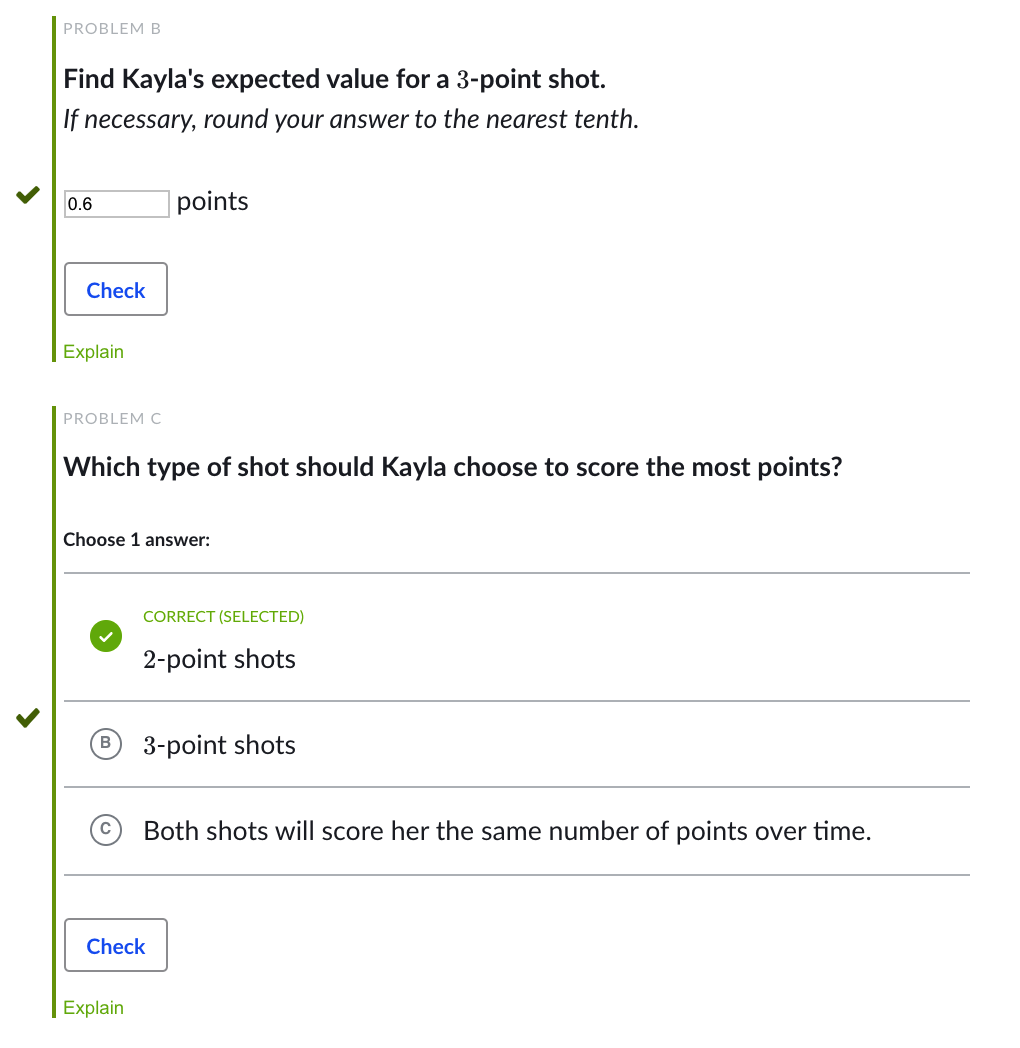 PROBLEM B
Find Kayla's expected value for a 3-point shot.
If necessary, round your answer to the nearest tenth.
0.6 points
Check
Explain
PROBLEM C
Which type of shot should Kayla choose to score the most points?
Choose 1 answer:
CORRECT (SELECTED)
2-point shots
B 3-point shots
C Both shots will score her the same number of points over time.
Check
Explain